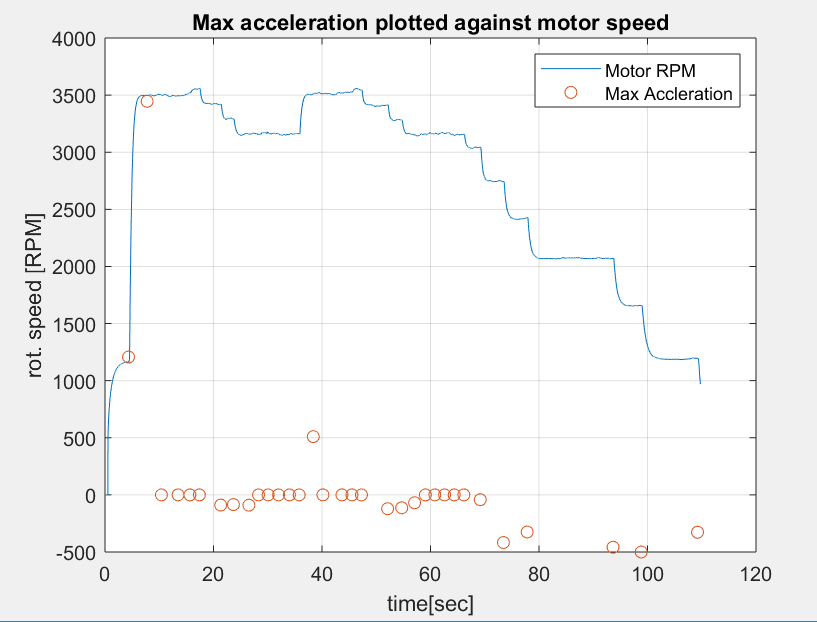 Max acceleration plotted against motor speed
Motor RPM
Max Accleration
rot. speed [RPM]
4000
3500
3000
2500
2000
1500
1000
500
0
-500
0 20 40 60 80 100 120
time[sec]